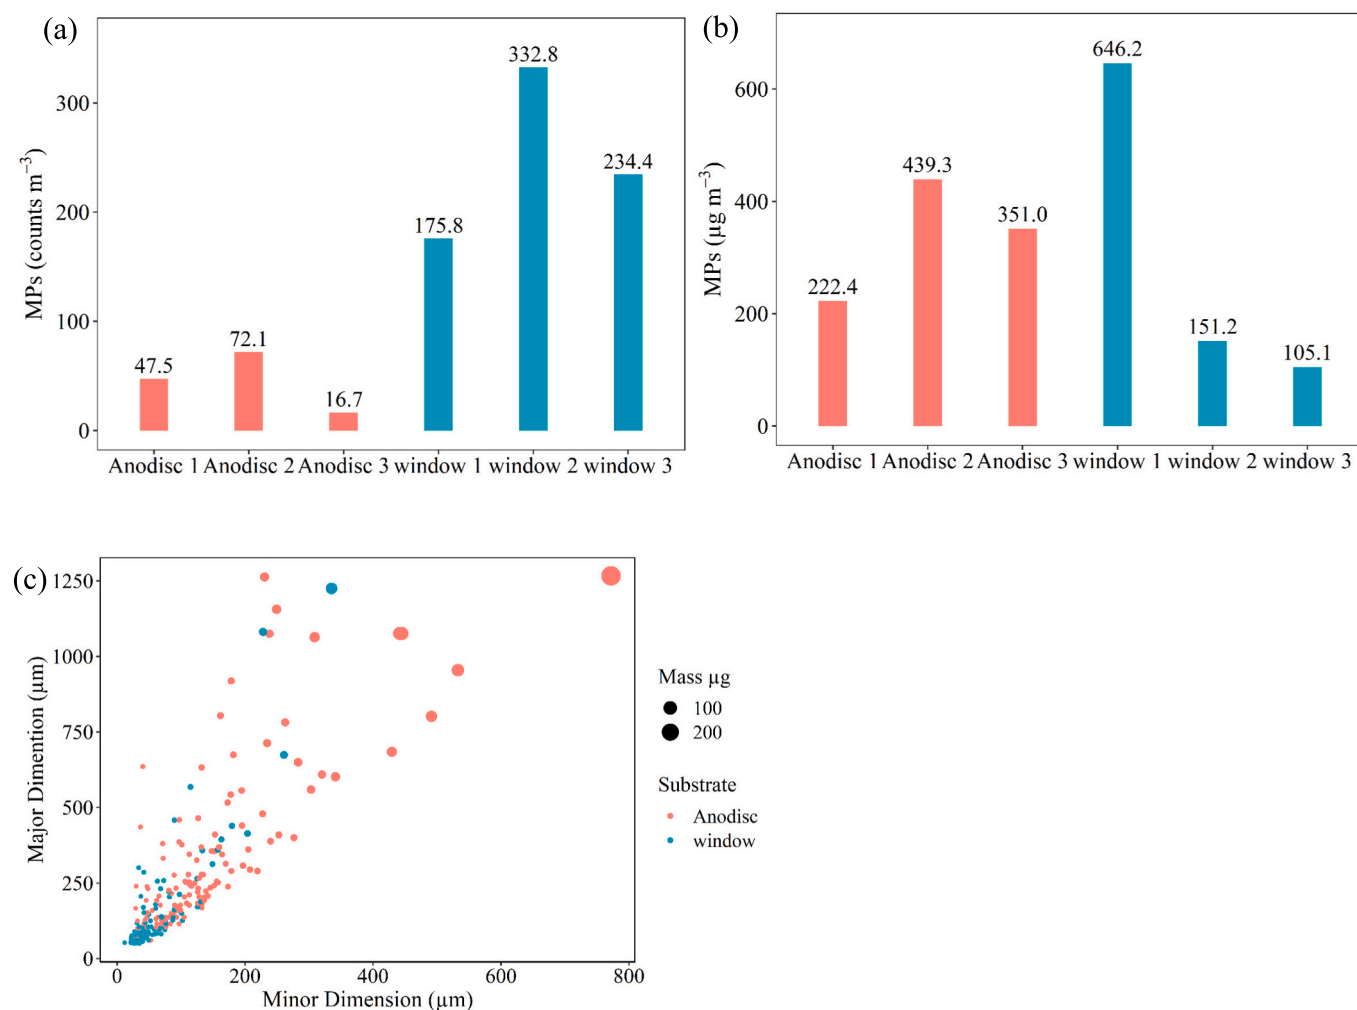 (a)
MPs (counts m⁻³)
300
200
100
0
47.5
72.1
16.7
175.8
332.8
234.4
Anodisc 1 Anodisc 2 Anodisc 3 window 1 window 2 window 3
(b)
MPs (µg m⁻³)
600
400
200
0
222.4
439.3
351.0
646.2
151.2
105.1
Anodisc 1 Anodisc 2 Anodisc 3 window 1 window 2 window 3
(c)
Major Dimention (µm)
1250
1000
750
500
250
0
0 200 400 600 800
Minor Dimension (µm)
Mass µg
100
200
Substrate
Anodisc
window